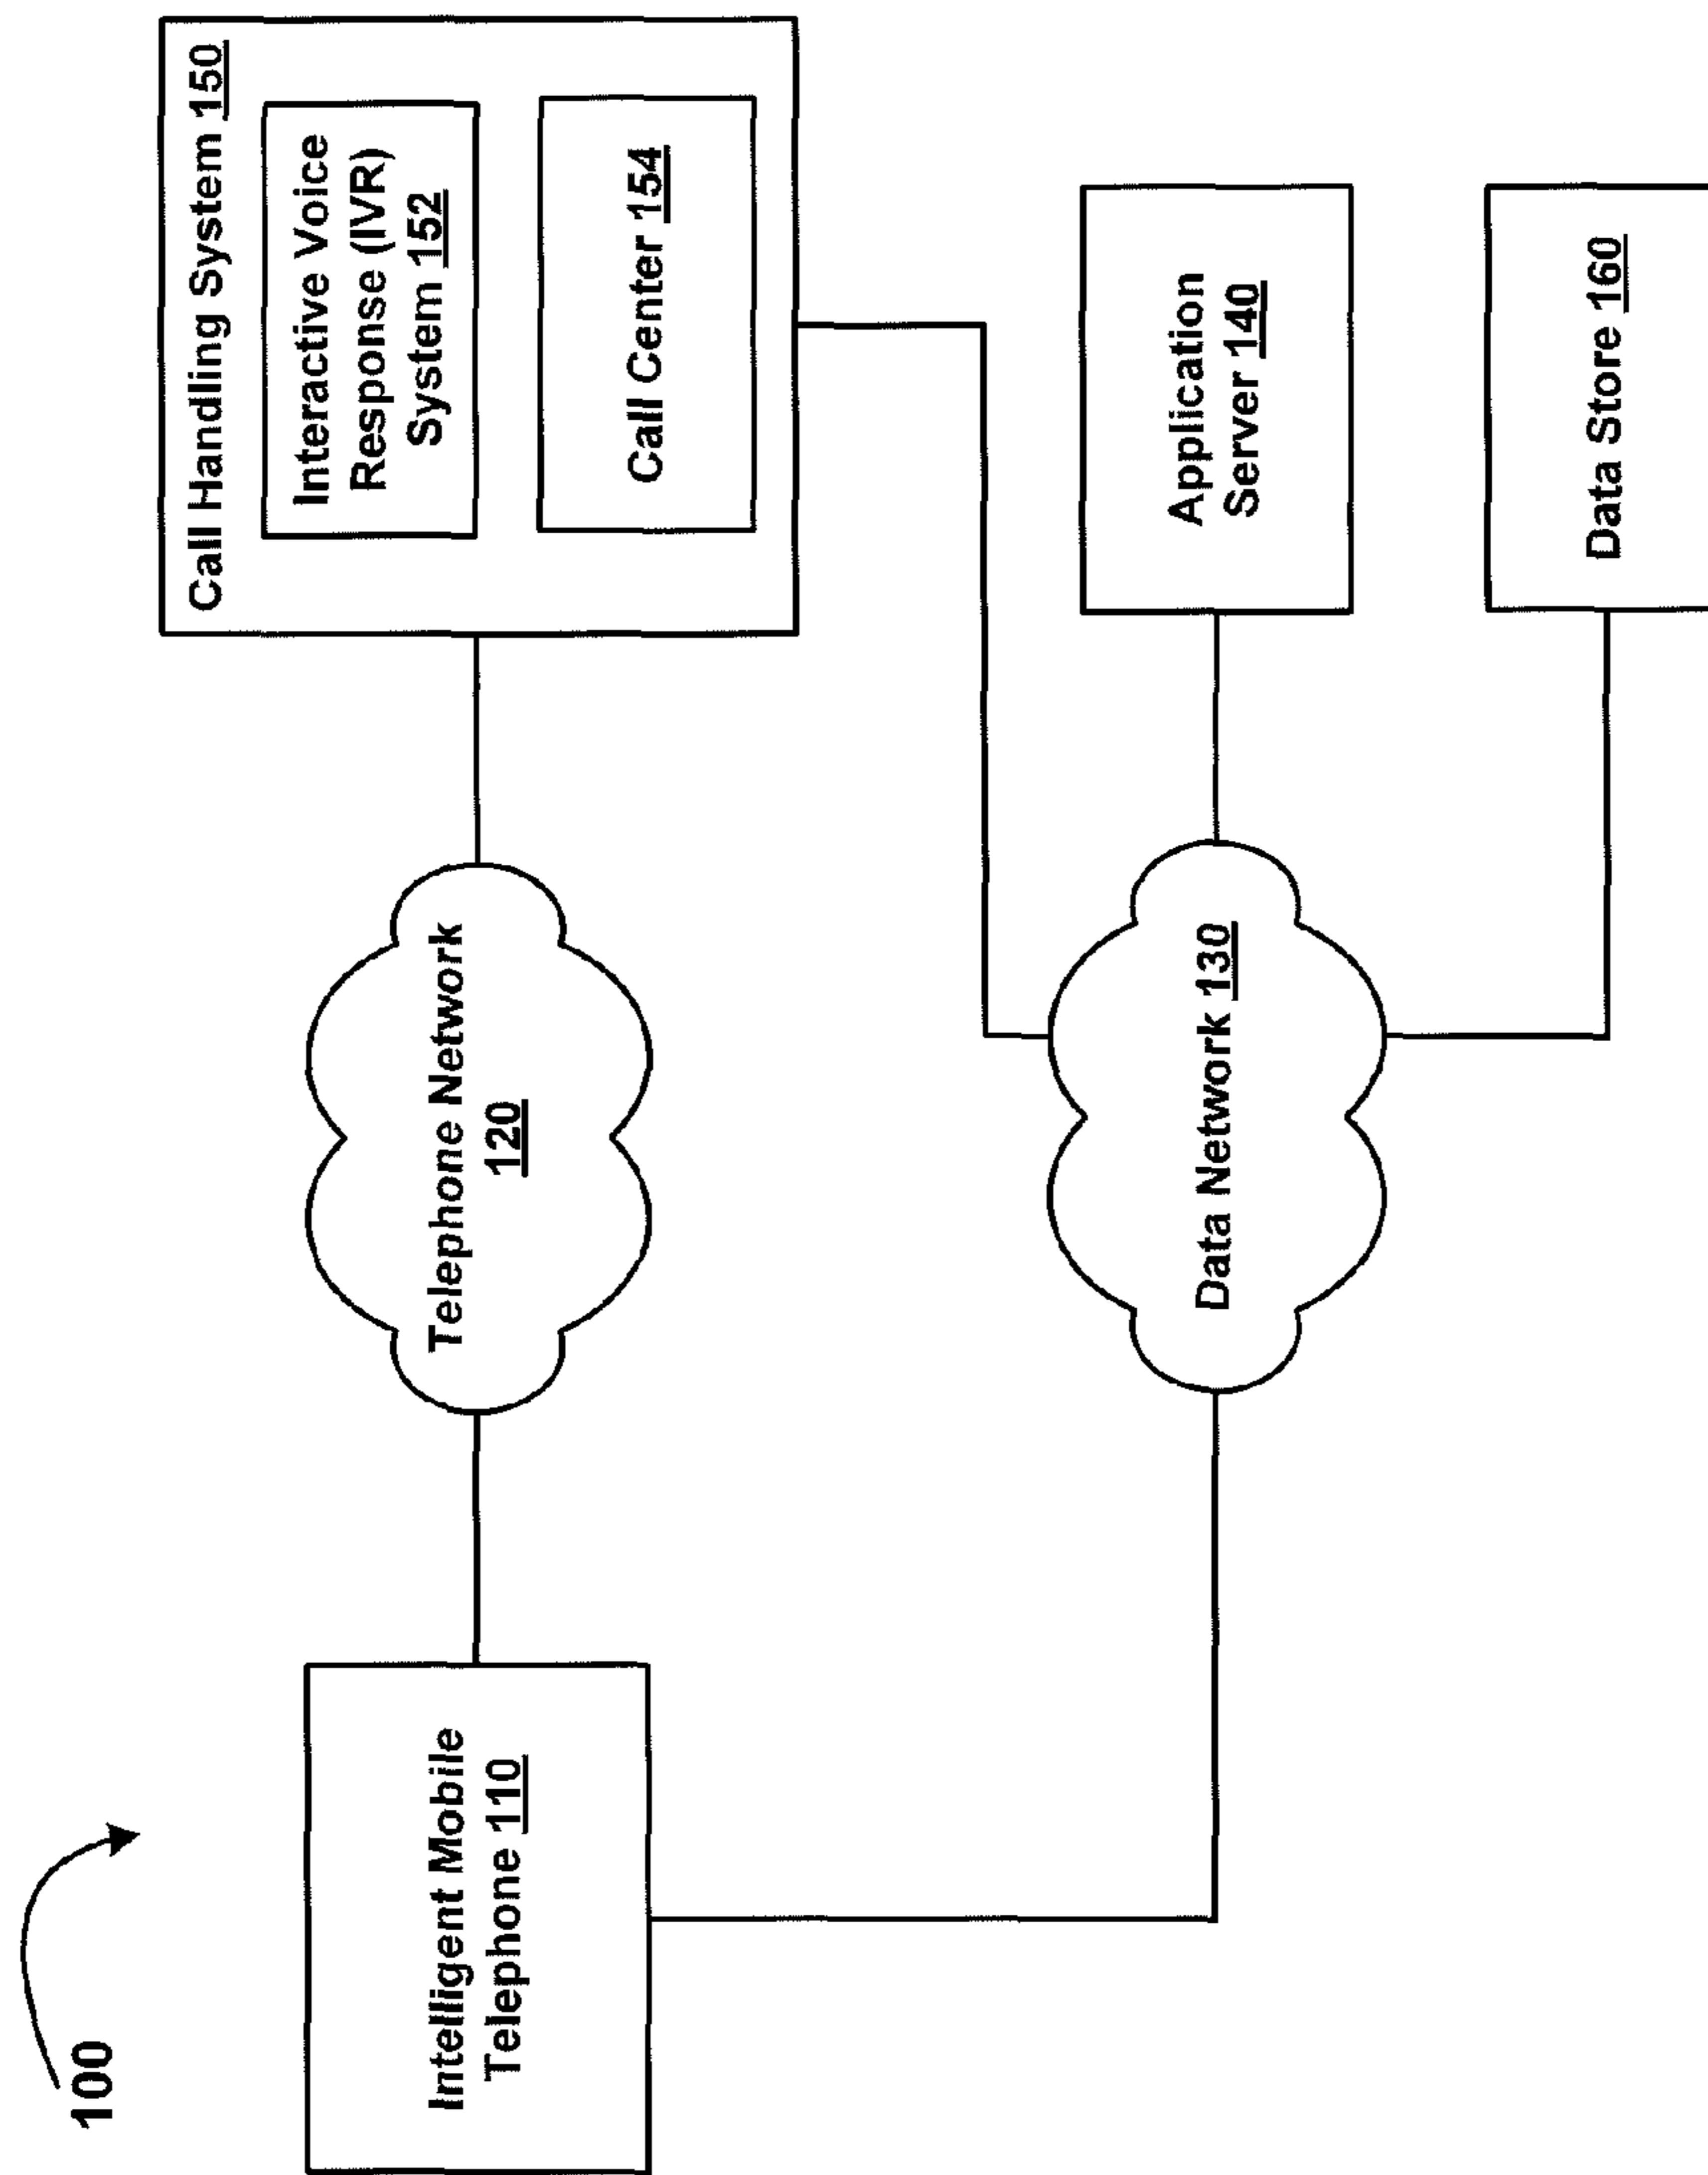 100
Call Handling System 150
Interactive Voice
Response (IVR)
System 152
Call Center 154
Telephone Network
120
Intelligent Mobile
Telephone 110
Application
Server 140
Data Network 130
Data Store 160